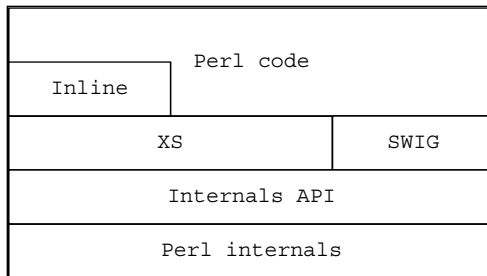 Perl code
Inline
XS SWIG
Internals API
Perl internals